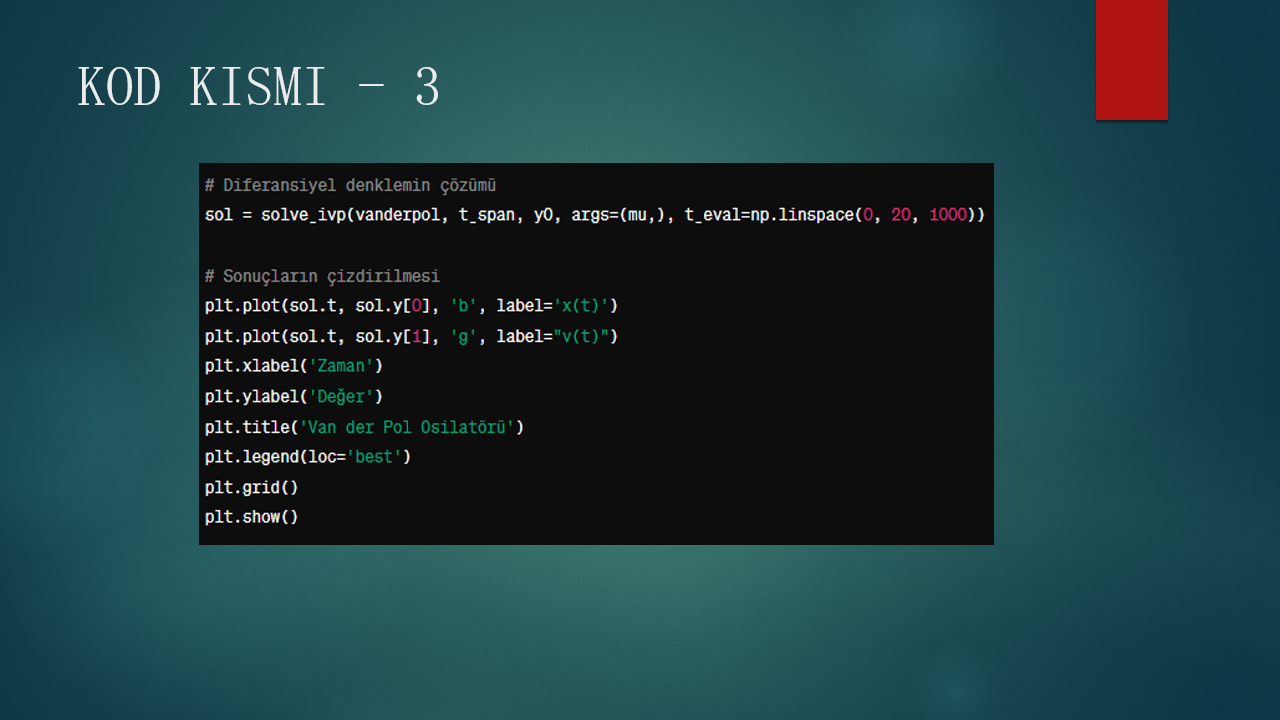 KOD KISMI - 3
# Diferansiyel denklemin çözümü
sol = solve_ivp(vanderpol, t_span, y0, args=(mu,), t_eval=np.linspace(0, 20, 1000))
# Sonuçların çizdirilmesi
plt.plot(sol.t, sol.y[0], 'b', label='x(t)')
plt.plot(sol.t, sol.y[1], 'g', label="v(t)")
plt.xlabel('Zaman')
plt.ylabel('Değer')
plt.title('Van der Pol Osilatörü')
plt.legend(loc='best')
plt.grid()
plt.show()